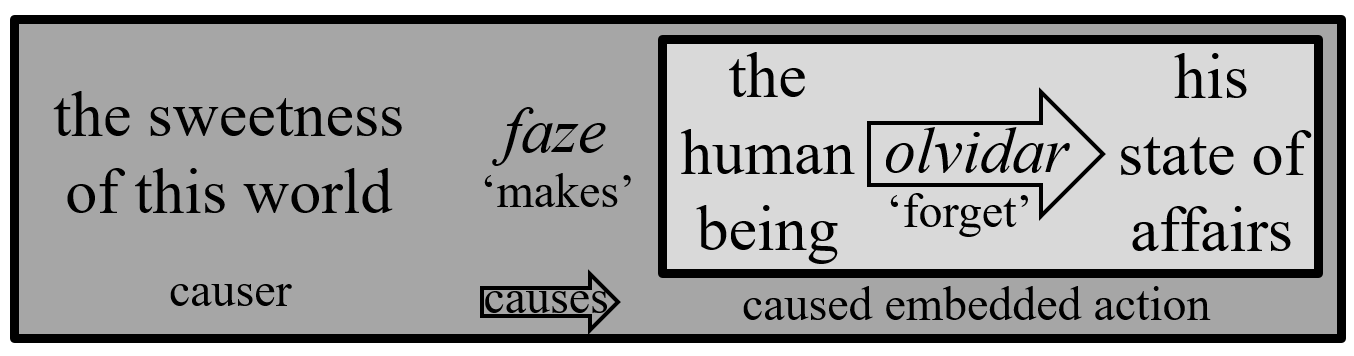 the sweetness
of this world
causer
faze
‘makes’
causes
the
human
being
olvidar
‘forget’
his
state of
affairs
caused embedded action